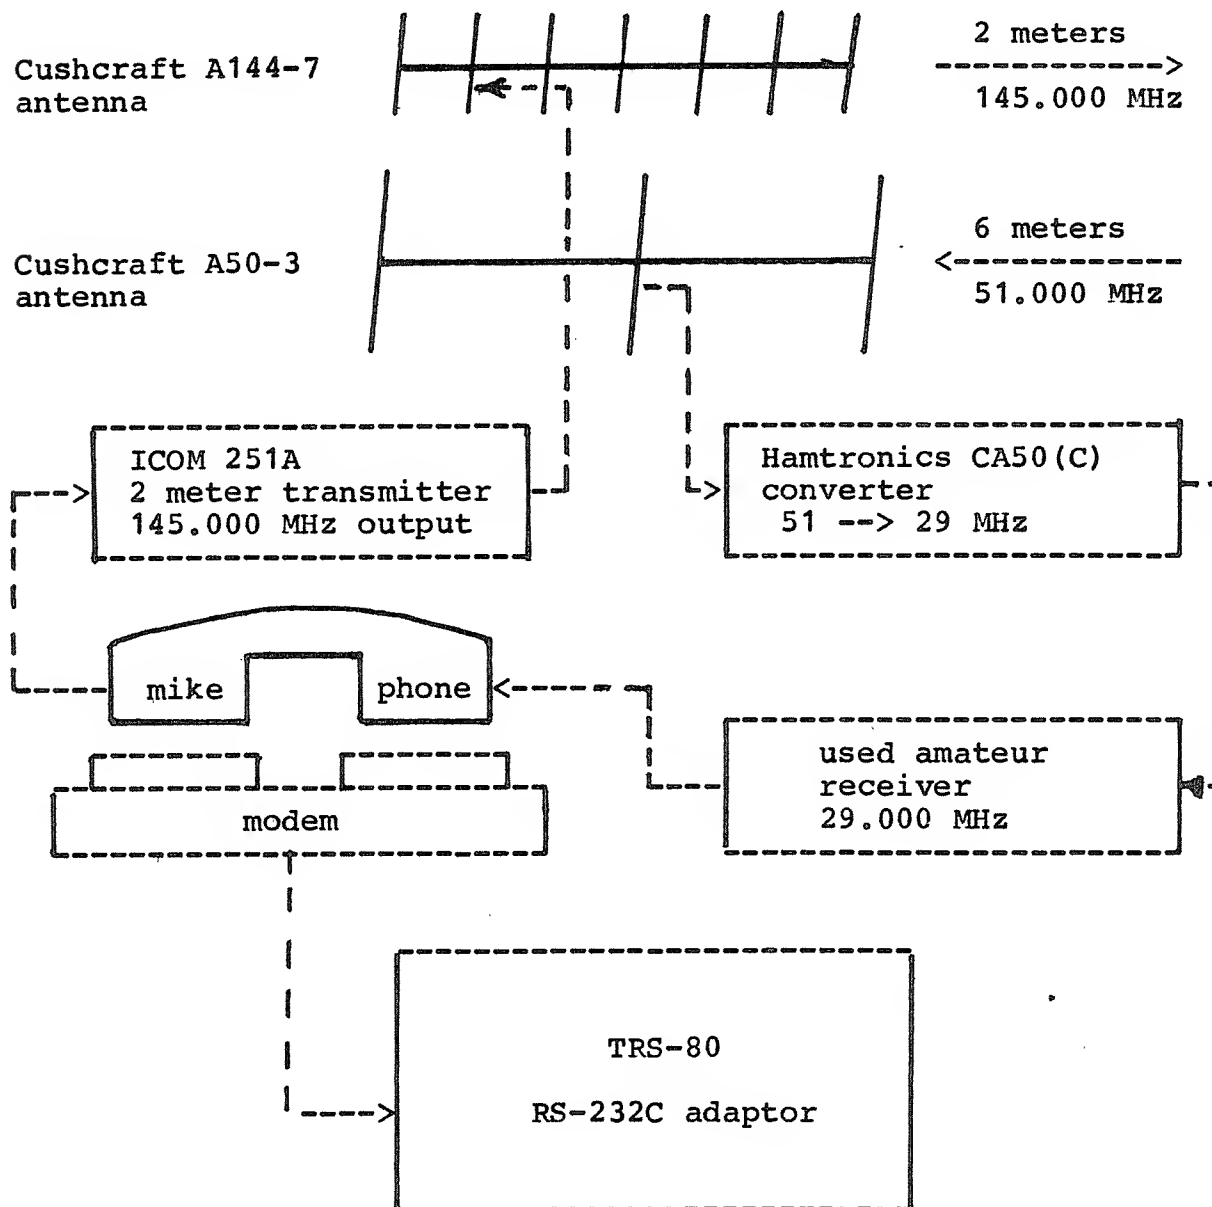 Cushcraft A144-7
antenna
2 meters
-------------->
145.000 MHz
Cushcraft A50-3
antenna
6 meters
<--------------
51.000 MHz
ICOM 251A
2 meter transmitter
145.000 MHz output
Hamtronics CA50(C)
converter
51 --> 29 MHz
mike
phone
modem
used amateur
receiver
29.000 MHz
TRS-80
RS-232C adaptor